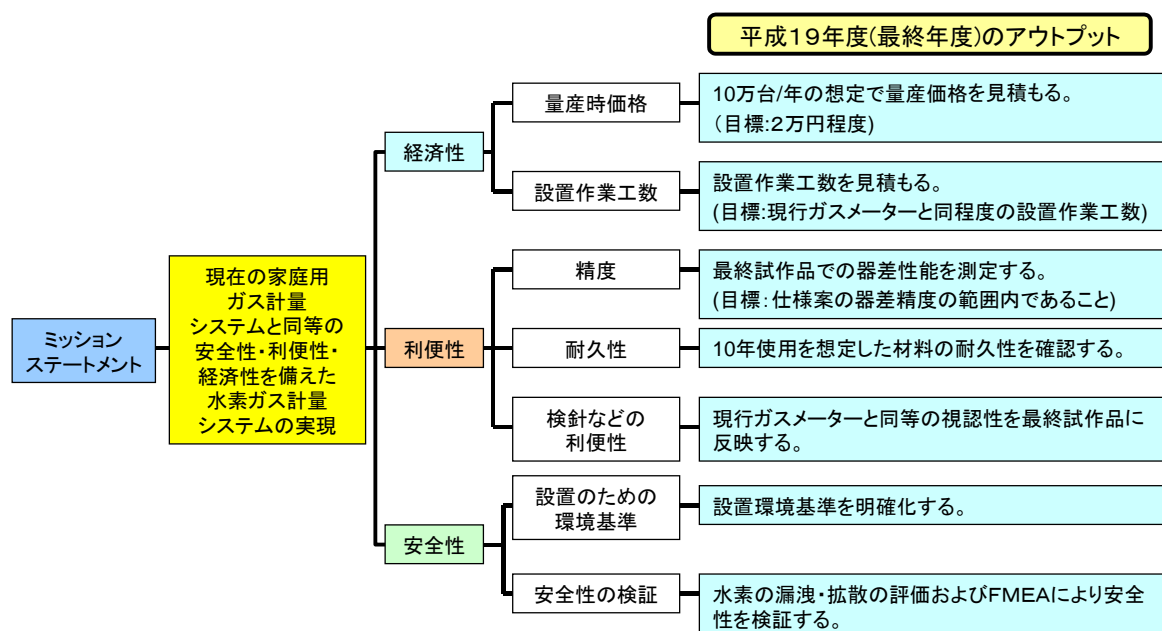 平成19年度(最終年度)のアウトプット
ミッション
ステートメント
現在の家庭用
ガス計量
システムと同等の
安全性・利便性・
経済性を備えた
水素ガス計量
システムの実現
経済性
量産時価格
10万台/年の想定で量産価格を見積もる。
(目標:2万円程度)
設置作業工数
設置作業工数を見積もる。
(目標:現行ガスメーターと同程度の設置作業工数)
利便性
精度
最終試作品での器差性能を測定する。
(目標:仕様案の器差精度の範囲内であること)
耐久性
10年使用を想定した材料の耐久性を確認する。
検針などの
利便性
現行ガスメーターと同等の視認性を最終試作品に
反映する。
安全性
設置のための
環境基準
設置環境基準を明確化する。
安全性の検証
水素の漏洩・拡散の評価およびFMEAにより安全
性を検証する。